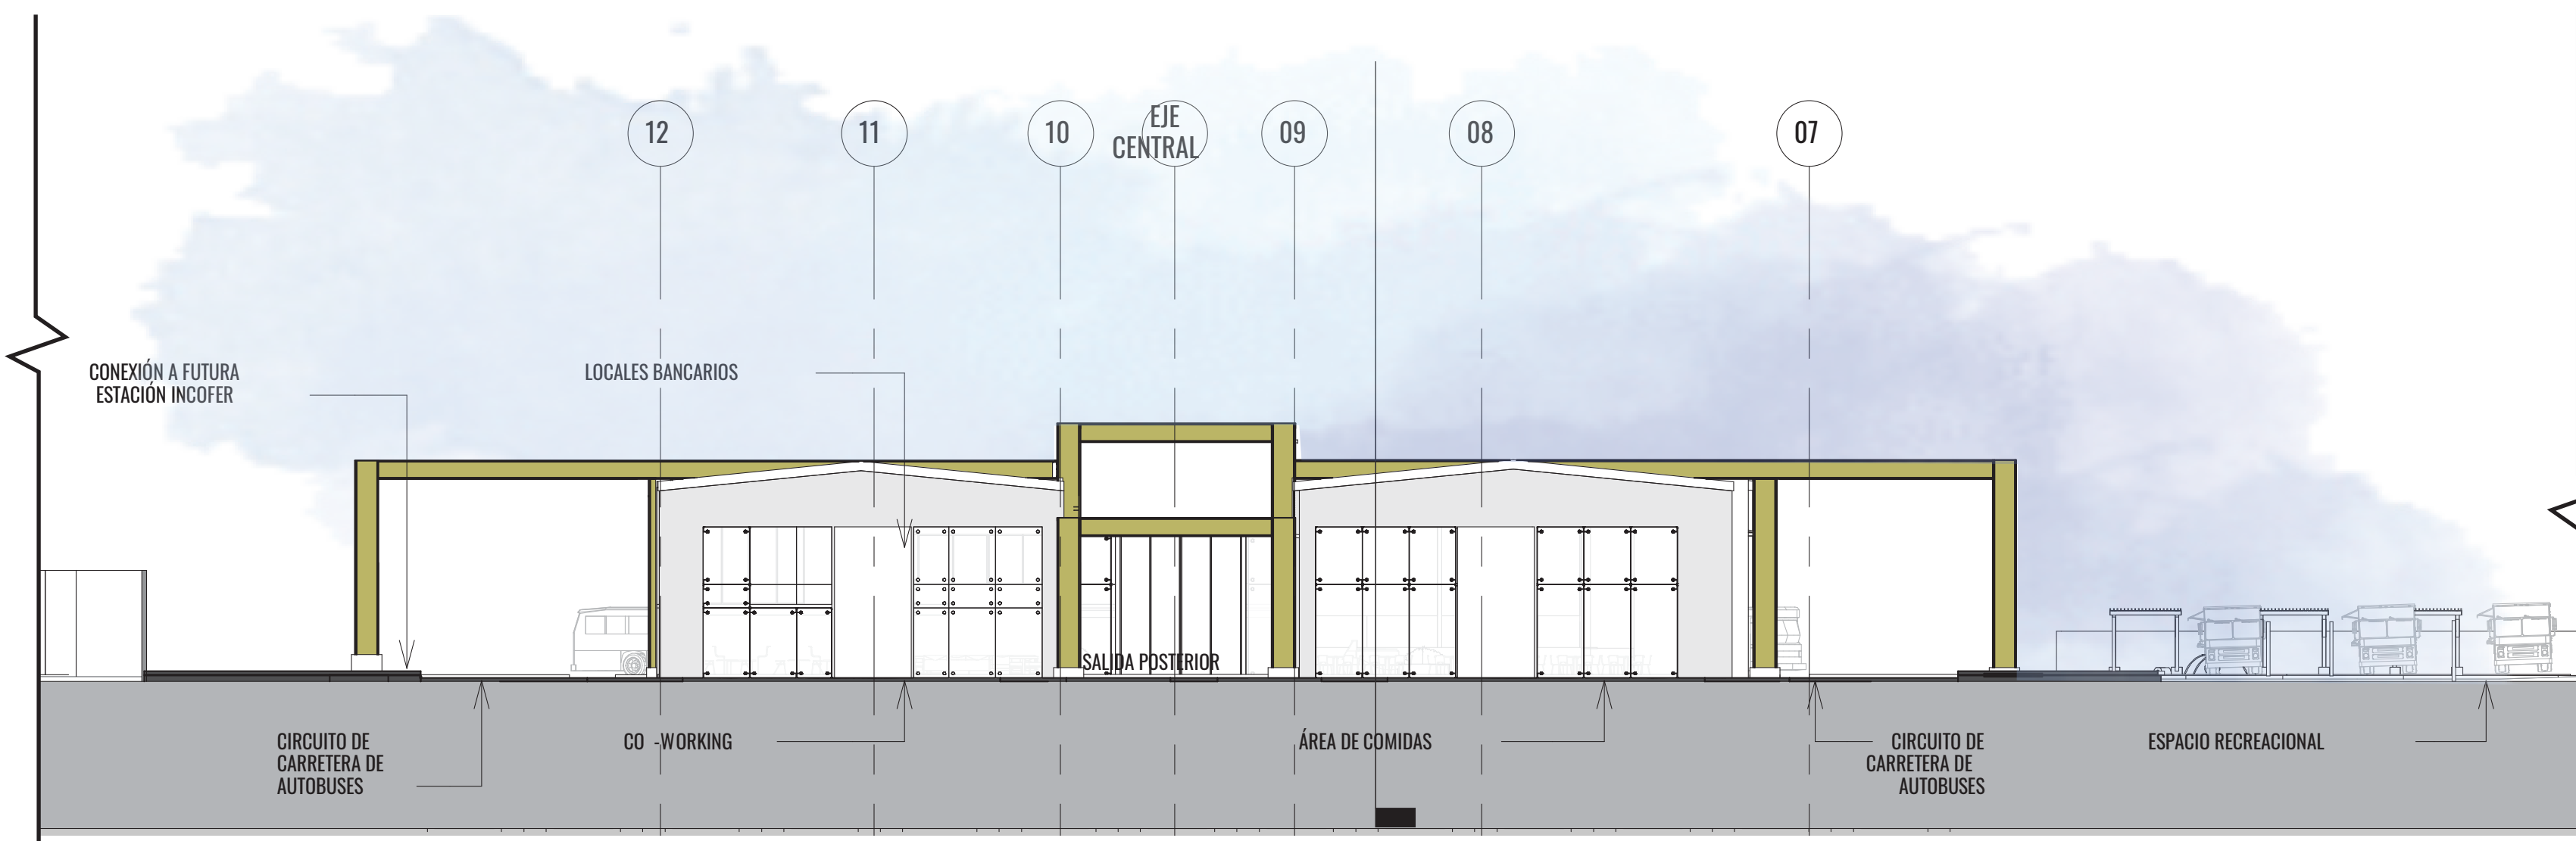 12
11
10
EJE
CENTRAL
09
08
07
CONEXIÓN A FUTURA
ESTACIÓN INCOFER
LOCALES BANCARIOS
SALIDA POSTERIOR
CIRCUITO DE
CARRETERA DE
AUTOBUSES
CO -WORKING
ÁREA DE COMIDAS
CIRCUITO DE
CARRETERA DE
AUTOBUSES
ESPACIO RECREACIONAL